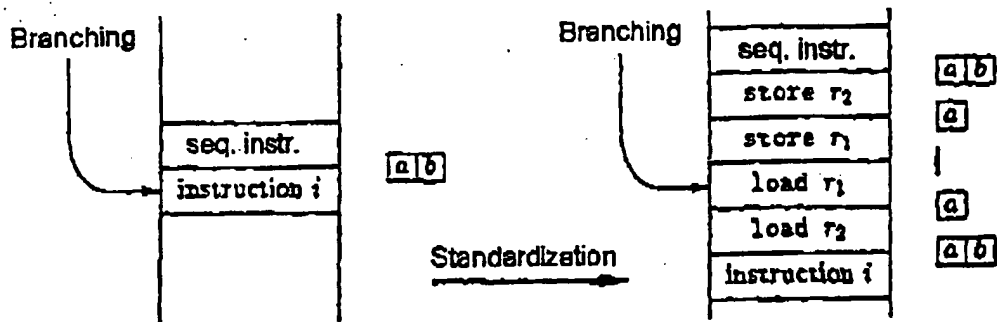 Branching
seq. instr.
instruction i
a b
Standardization
Branching
seq. instr.
store r₂
store r₁
load r₁
load r₂
instruction i
a b
a
a
a b